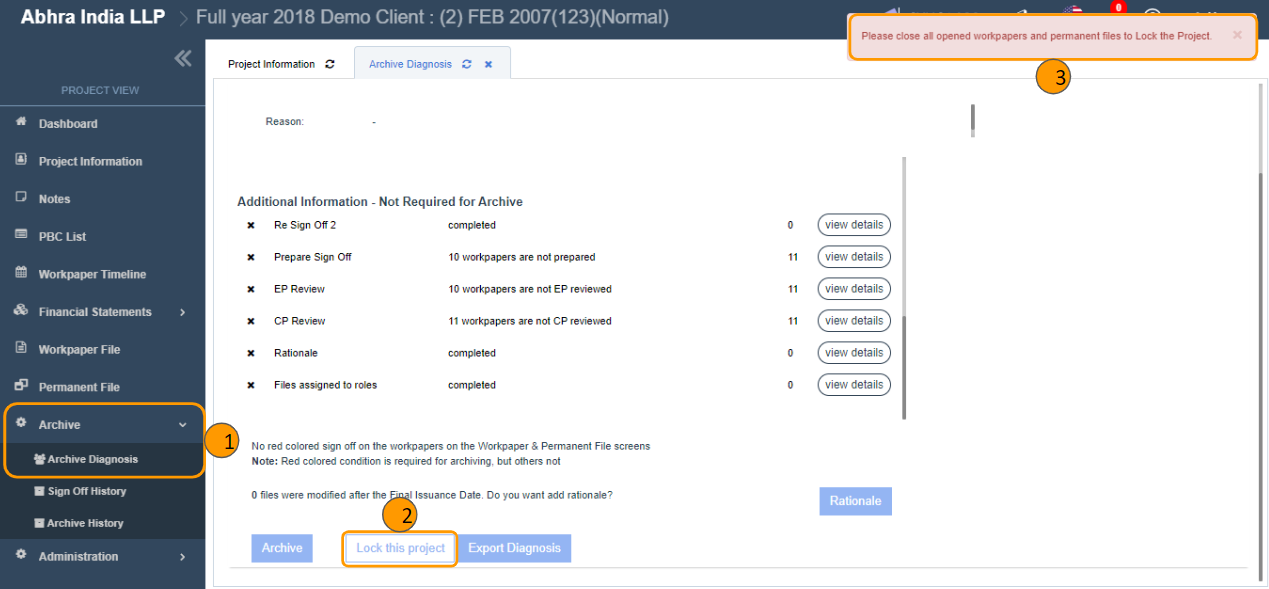 Abhra India LLP > Full year 2018 Demo Client : (2) FEB 2007(123)(Normal)
0
Please close all opened workpapers and permanent files to Lock the Project. ×
3
Project Information
Archive Diagnosis ×
PROJECT VIEW
Dashboard
Project Information
Notes
PBC List
Workpaper Timeline
Financial Statements >
Workpaper File
Permanent File
Archive
1
Archive Diagnosis
Sign Off History
Archive History
Administration >
Reason: -
Additional Information - Not Required for Archive
× Re Sign Off 2 completed 0 view details
× Prepare Sign Off 10 workpapers are not prepared 11 view details
× EP Review 10 workpapers are not EP reviewed 11 view details
× CP Review 11 workpapers are not CP reviewed 11 view details
× Rationale completed 0 view details
× Files assigned to roles completed 0 view details
No red colored sign off on the workpapers on the Workpaper & Permanent File screens
Note: Red colored condition is required for archiving, but others not
0 files were modified after the Final Issuance Date. Do you want add rationale?
Rationale
2
Archive Lock this project Export Diagnosis